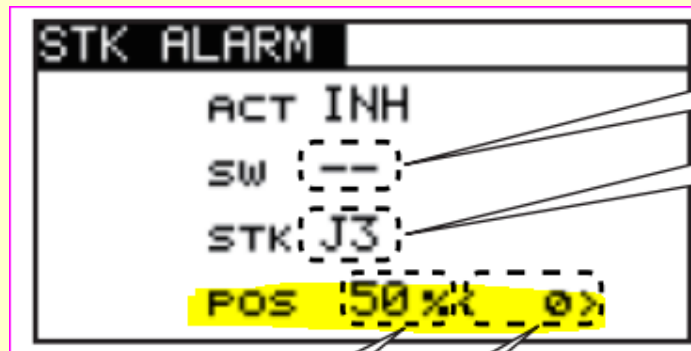 STK ALARM
ACT INH
SW --
STK J3
POS 50% < 0>